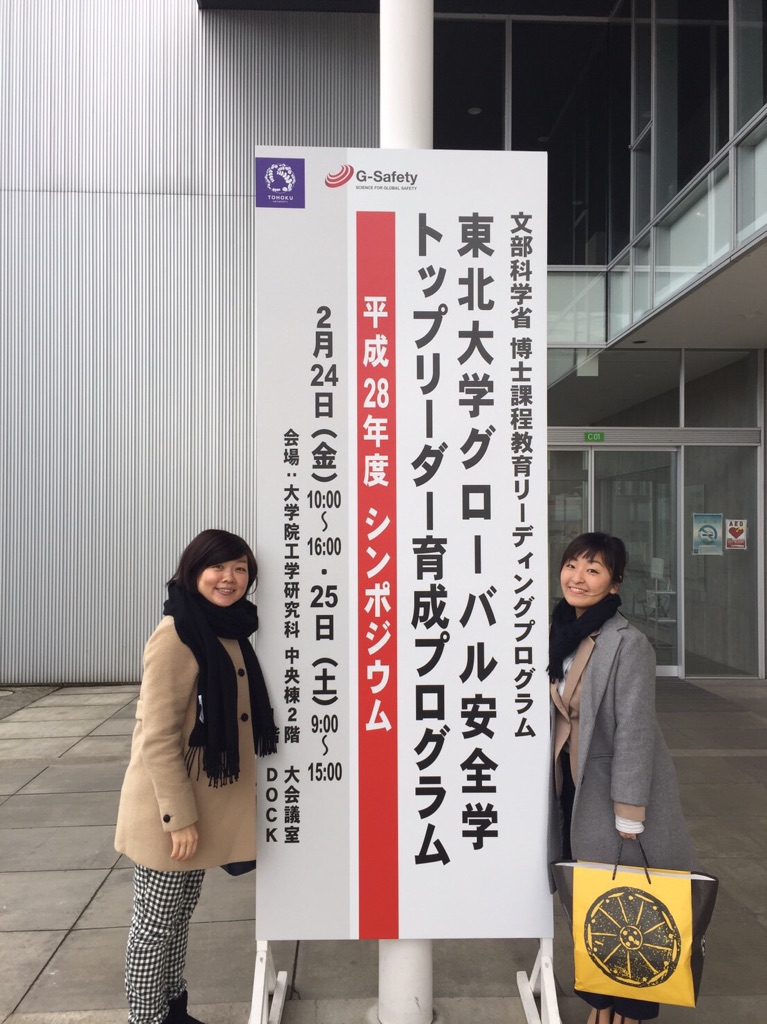 TOHOKU
UNIVERSITY
G-Safety
SCIENCE FOR GLOBAL SAFETY
文部科学省 博士課程教育リーディングプログラム
東北大学グローバル安全学
トップリーダー育成プログラム
平成28年度 シンポジウム
2月24日(金)10:00~16:00・25日(土)9:00~15:00
会場:大学院工学研究科 中央棟2階 大会議室
階 DOCK
C01
AED